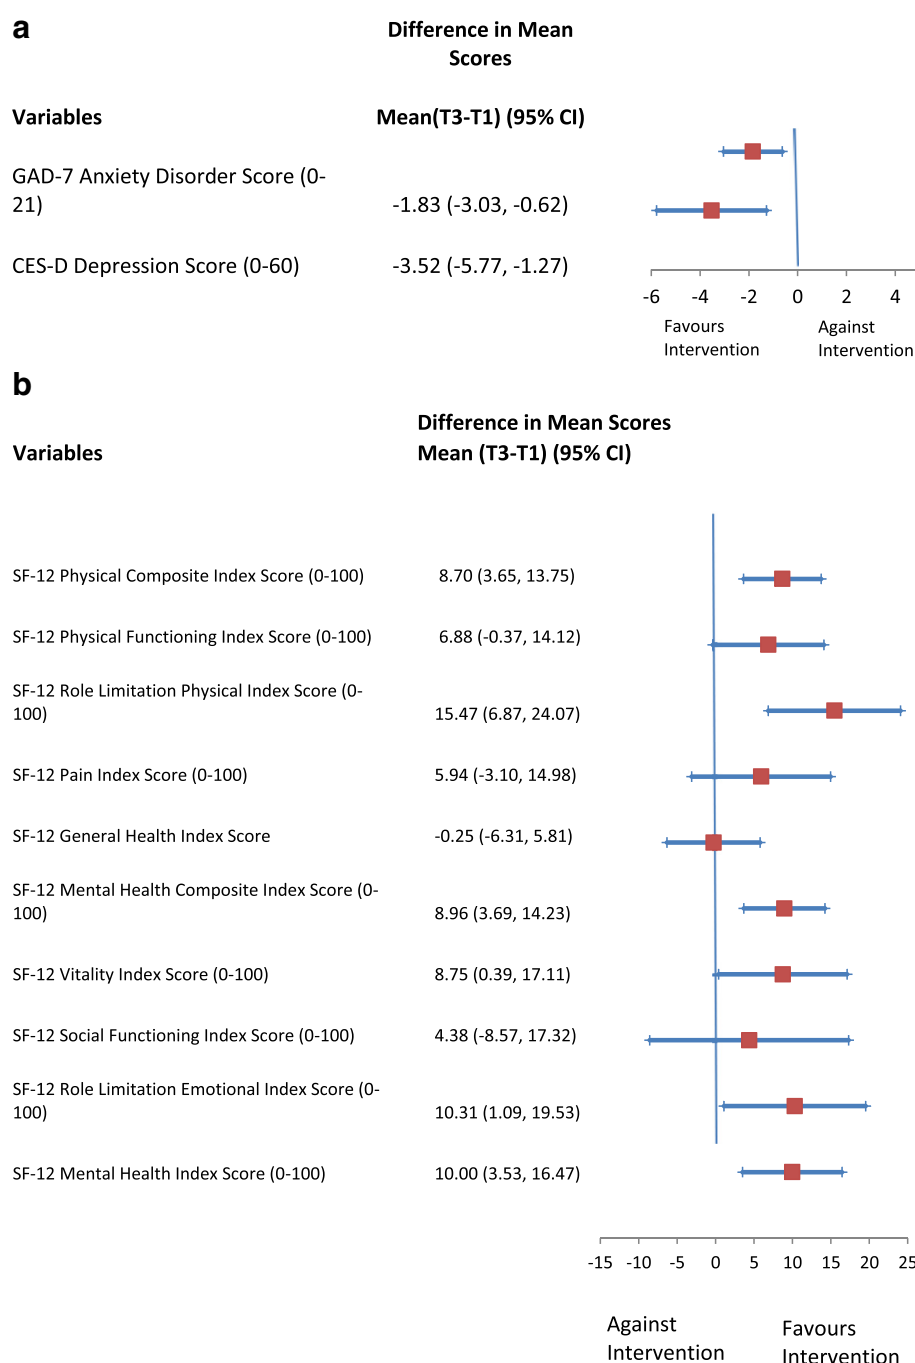 a
Difference in Mean
Scores
Variables
Mean(T3-T1) (95% CI)
GAD-7 Anxiety Disorder Score (0-
21)
-1.83 (-3.03, -0.62)
CES-D Depression Score (0-60)
-3.52 (-5.77, -1.27)
-6 -4 -2 0 2 4
Favours
Intervention
Against
Intervention
b
Difference in Mean Scores
Variables
Mean (T3-T1) (95% CI)
SF-12 Physical Composite Index Score (0-100)
8.70 (3.65, 13.75)
SF-12 Physical Functioning Index Score (0-100)
6.88 (-0.37, 14.12)
SF-12 Role Limitation Physical Index Score (0-
100)
15.47 (6.87, 24.07)
SF-12 Pain Index Score (0-100)
5.94 (-3.10, 14.98)
SF-12 General Health Index Score
-0.25 (-6.31, 5.81)
SF-12 Mental Health Composite Index Score (0-
100)
8.96 (3.69, 14.23)
SF-12 Vitality Index Score (0-100)
8.75 (0.39, 17.11)
SF-12 Social Functioning Index Score (0-100)
4.38 (-8.57, 17.32)
SF-12 Role Limitation Emotional Index Score (0-
100)
10.31 (1.09, 19.53)
SF-12 Mental Health Index Score (0-100)
10.00 (3.53, 16.47)
-15 -10 -5 0 5 10 15 20 25
Against
Intervention
Favours
Intervention